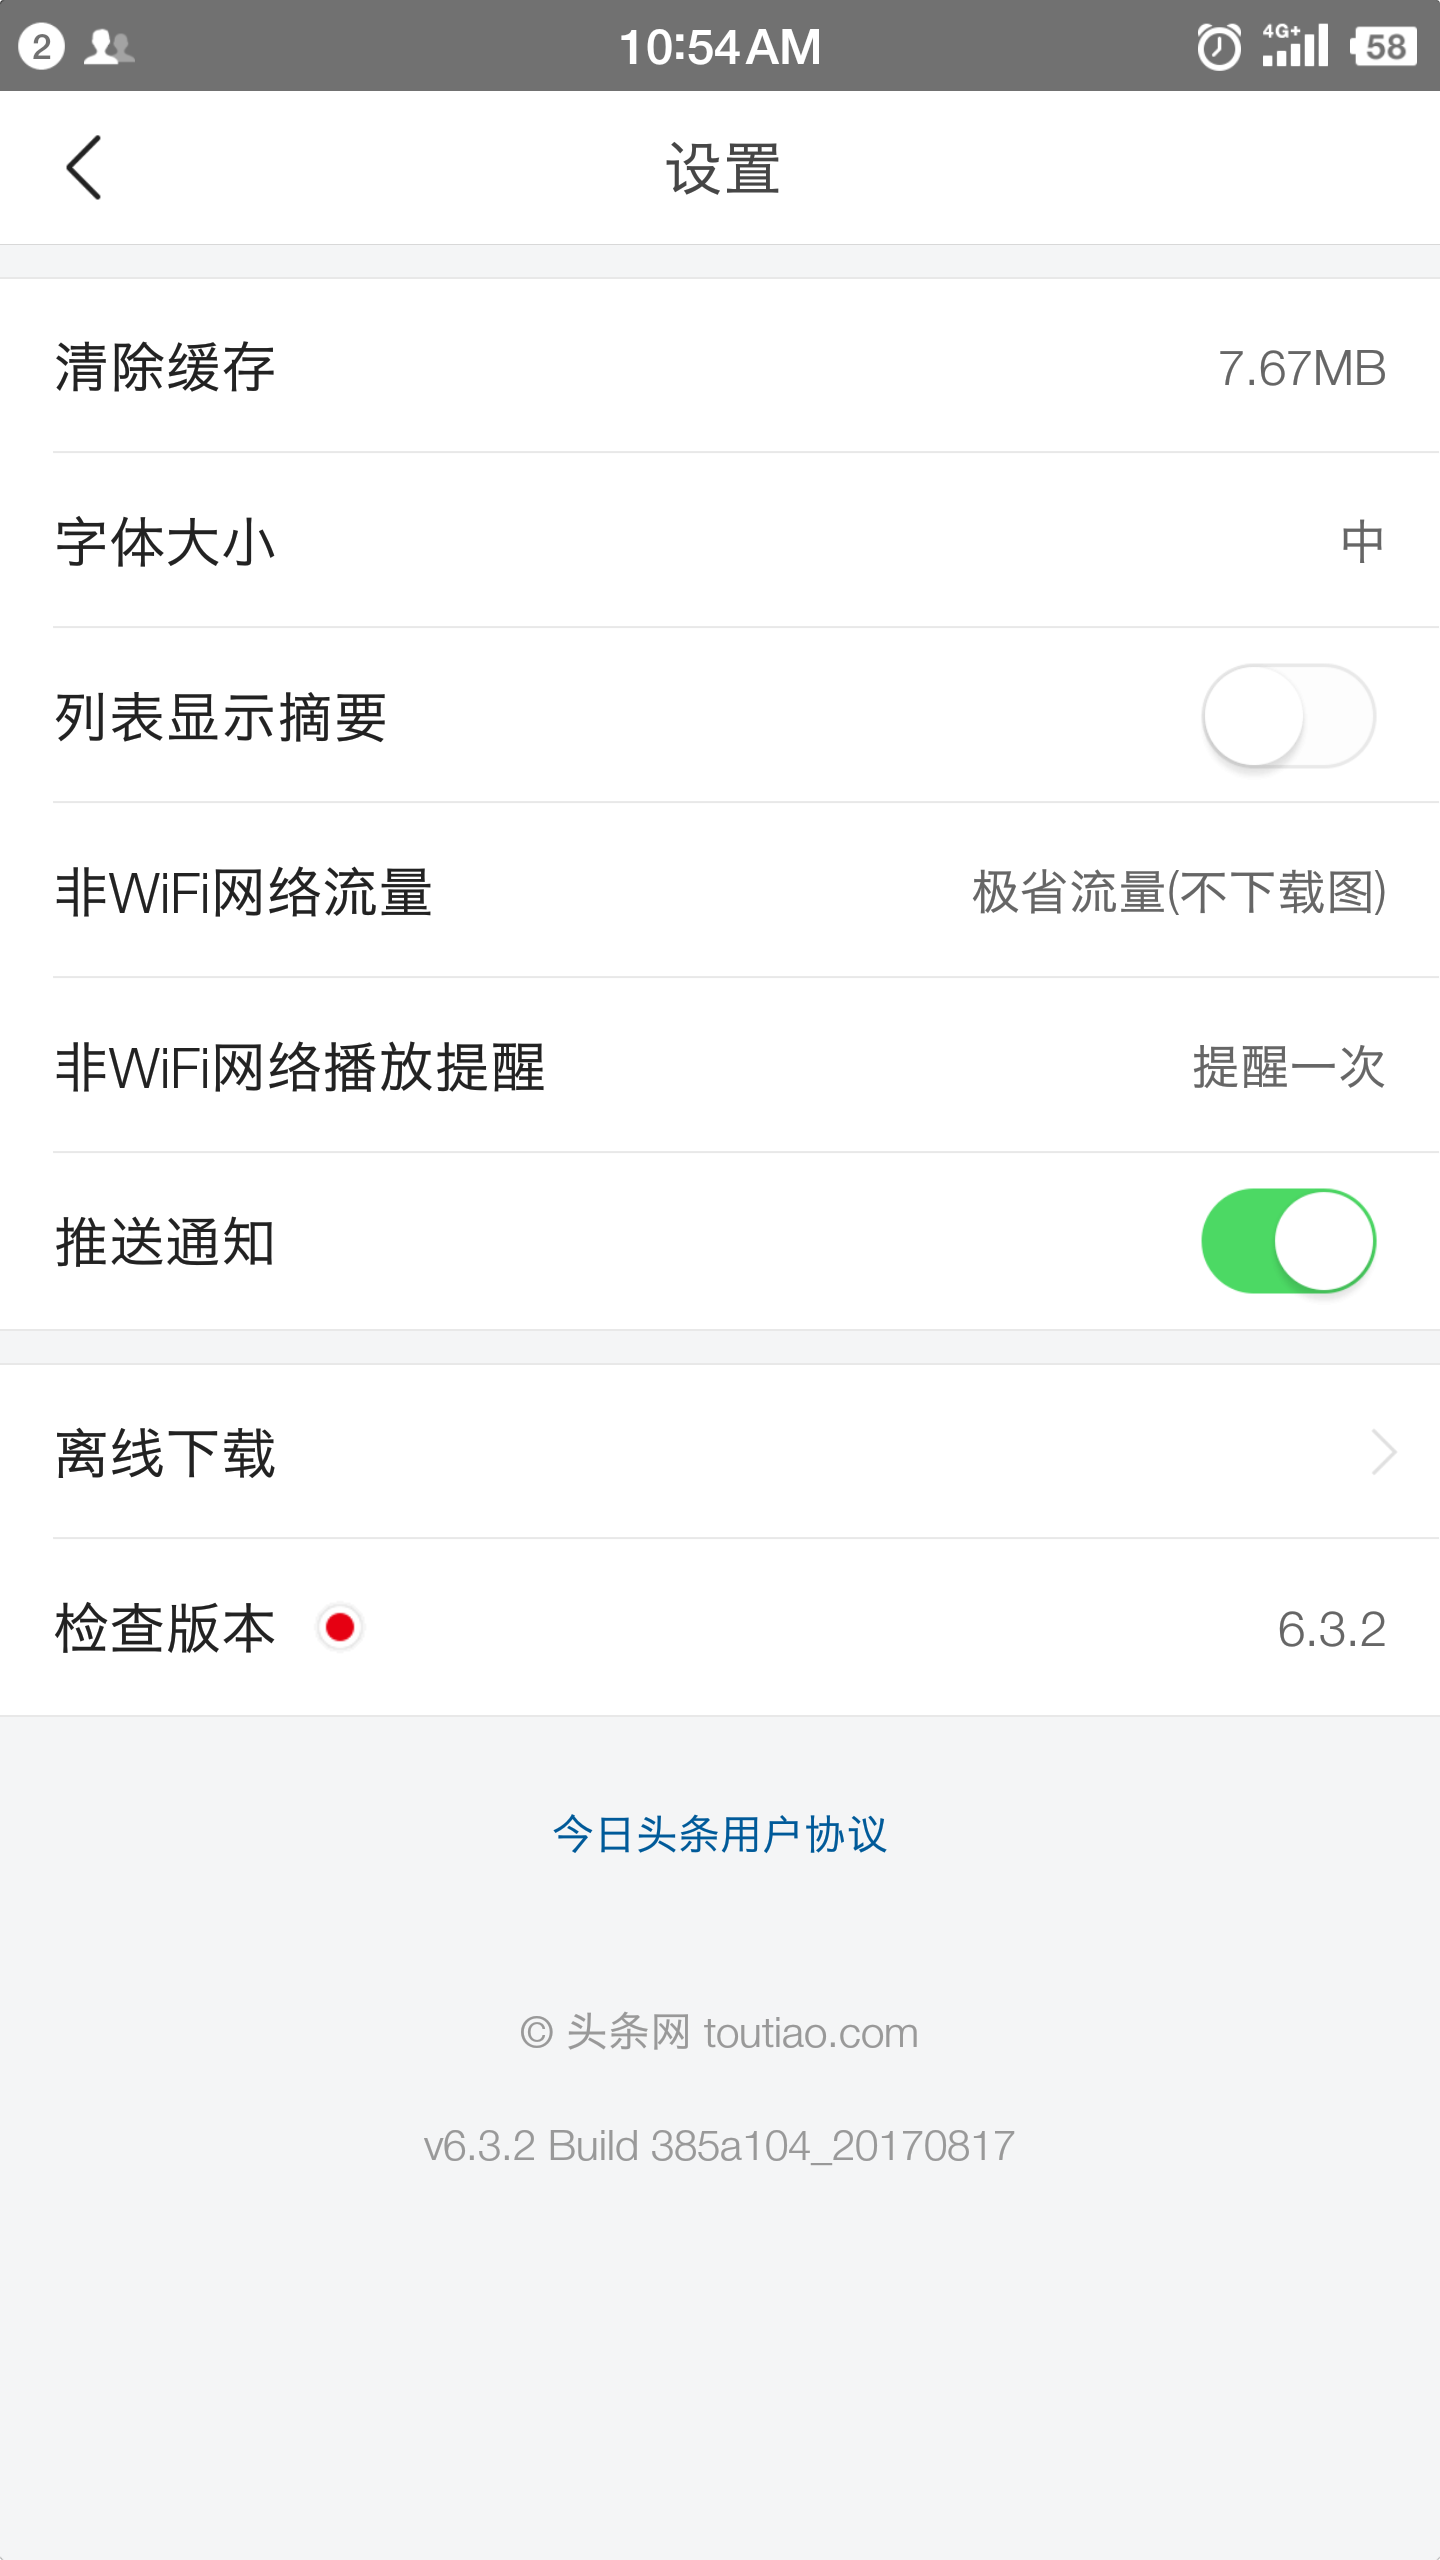 2 10:54AM 4G+ 58
设置
清除缓存 7.67MB
字体大小 中
列表显示摘要
非WiFi网络流量 极省流量(不下载图)
非WiFi网络播放提醒 提醒一次
推送通知
离线下载
检查版本 6.3.2
今日头条用户协议
© 头条网 toutiao.com
v6.3.2 Build 385a104_20170817